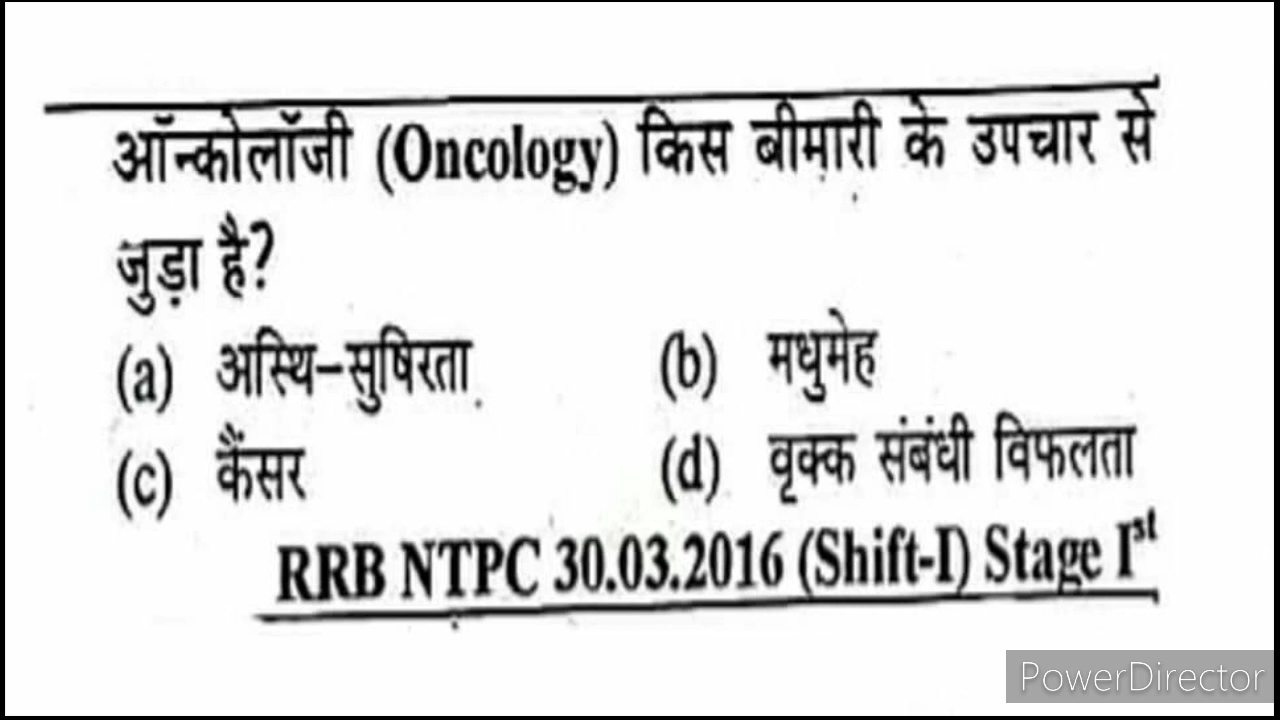 ऑन्कोलॉजी (Oncology) किस बीमारी के उपचार से
जुड़ा है?
(a) अस्थि-सुषिरता (b) मधुमेह
(c) कैंसर (d) वृक्क संबंधी विफलता
RRB NTPC 30.03.2016 (Shift-I) Stage Ist
PowerDirector